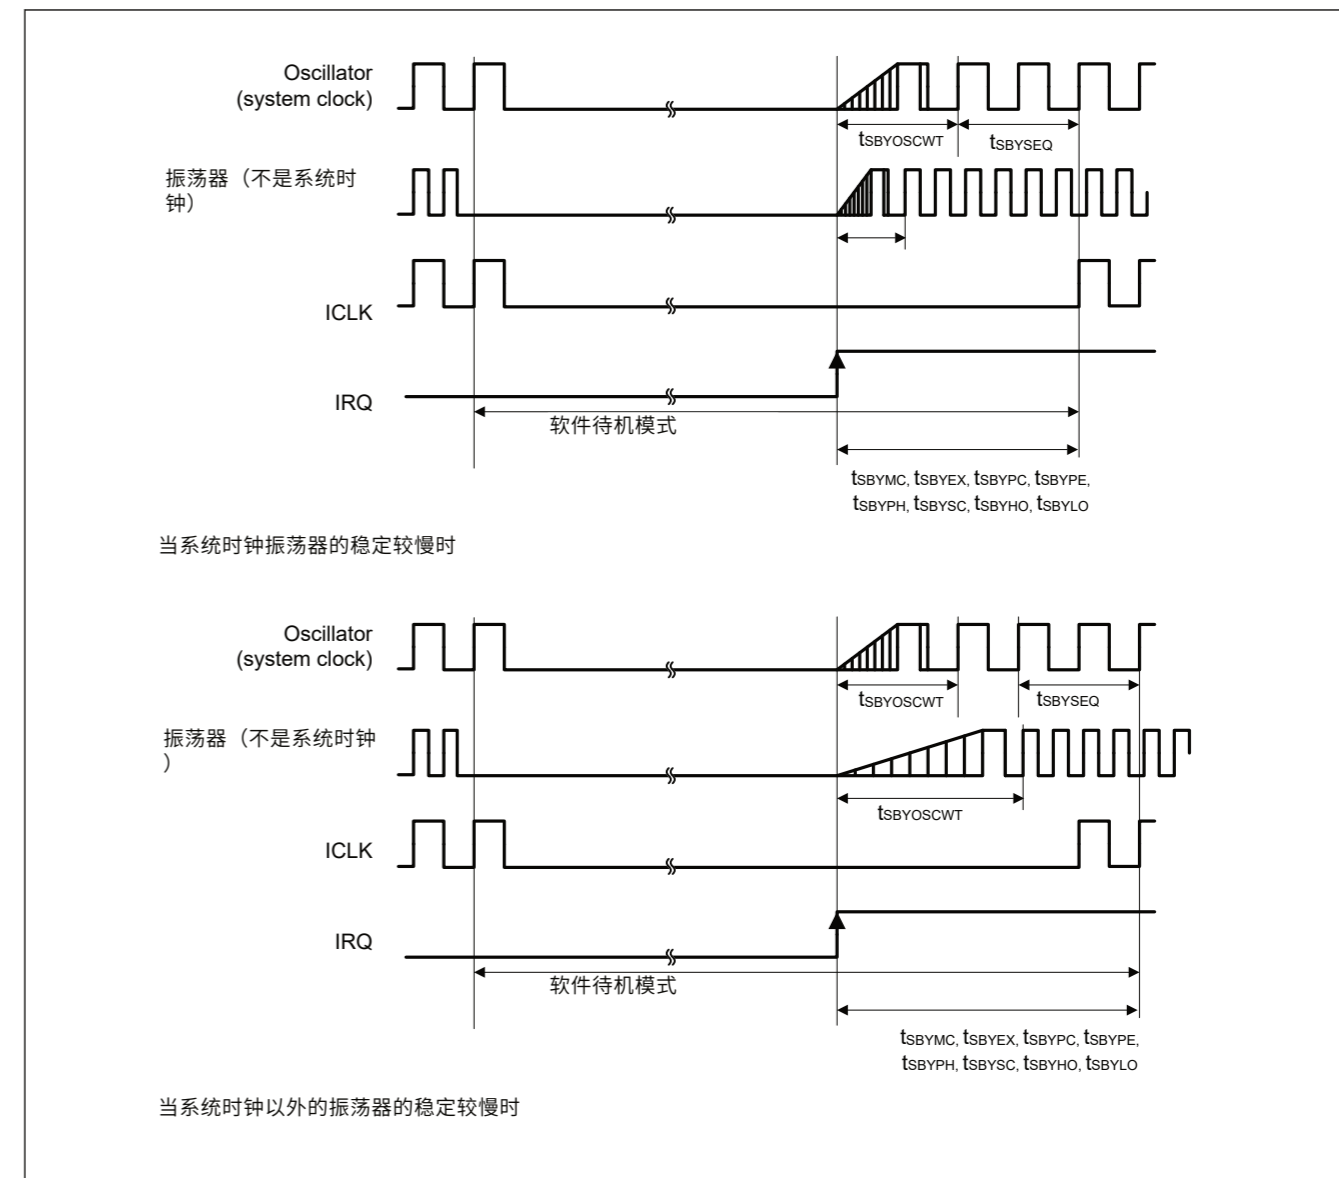 Oscillator
(system clock)
tSBYOSCWT
tSBYSEQ
振荡器（不是系统时
钟）
ICLK
IRQ
软件待机模式
tSBYMC, tSBYEX, tSBYPC, tSBYPE,
tSBYPH, tSBYSC, tSBYHO, tSBYLO
当系统时钟振荡器的稳定较慢时
Oscillator
(system clock)
tSBYOSCWT
tSBYSEQ
振荡器（不是系统时钟
）
tSBYOSCWT
ICLK
IRQ
软件待机模式
tSBYMC, tSBYEX, tSBYPC, tSBYPE,
tSBYPH, tSBYSC, tSBYHO, tSBYLO
当系统时钟以外的振荡器的稳定较慢时